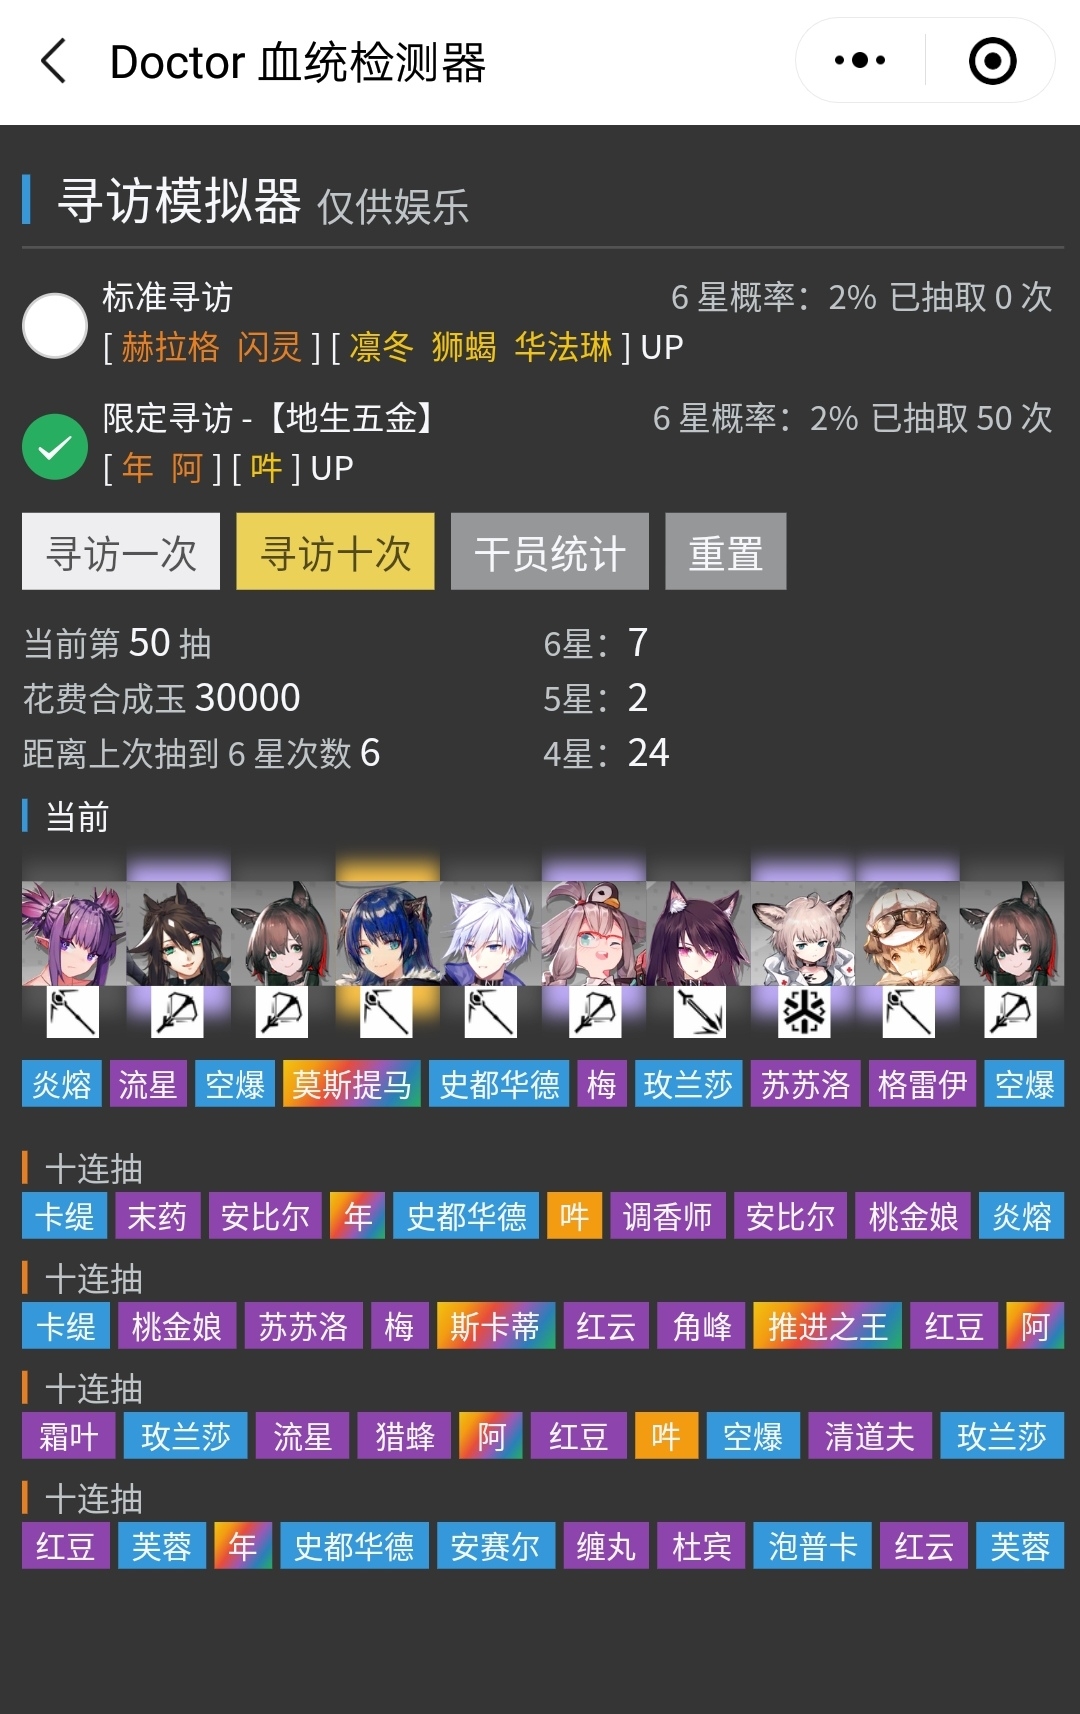 Doctor 血统检测器
寻访模拟器 仅供娱乐
标准寻访 6 星概率：2% 已抽取 0 次
[ 赫拉格 闪灵 ] [ 凛冬 狮蝎 华法琳 ] UP
限定寻访 -【地生五金】 6 星概率：2% 已抽取 50 次
[ 年 阿 ] [ 吽 ] UP
寻访一次 寻访十次 干员统计 重置
当前第 50 抽 6星：7
花费合成玉 30000 5星：2
距离上次抽到 6 星次数 6 4星：24
当前
炎熔 流星 空爆 莫斯提马 史都华德 梅 玫兰莎 苏苏洛 格雷伊 空爆
十连抽
卡缇 末药 安比尔 年 史都华德 吽 调香师 安比尔 桃金娘 炎熔
十连抽
卡缇 桃金娘 苏苏洛 梅 斯卡蒂 红云 角峰 推进之王 红豆 阿
十连抽
霜叶 玫兰莎 流星 猎蜂 阿 红豆 吽 空爆 清道夫 玫兰莎
十连抽
红豆 芙蓉 年 史都华德 安赛尔 缠丸 杜宾 泡普卡 红云 芙蓉